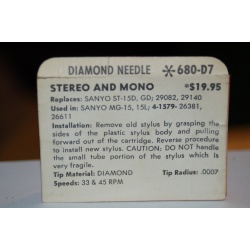 DIAMOND NEEDLE *680-D7
STEREO AND MONO *$19.95
Replaces: SANYO ST-15D, GD; 29082, 29140
Used in: SANYO MG-15, 15L; 4-1579- 26381,
26611
Installation: Remove old stylus by grasping the
sides of the plastic stylus body and pulling
forward out of the cartridge. Reverse procedure
to install new stylus. CAUTION: DO NOT handle
the small tube portion of the stylus which is
very fragile.
Tip Material: DIAMOND Tip Radius: .0007
Speeds: 33 & 45 RPM